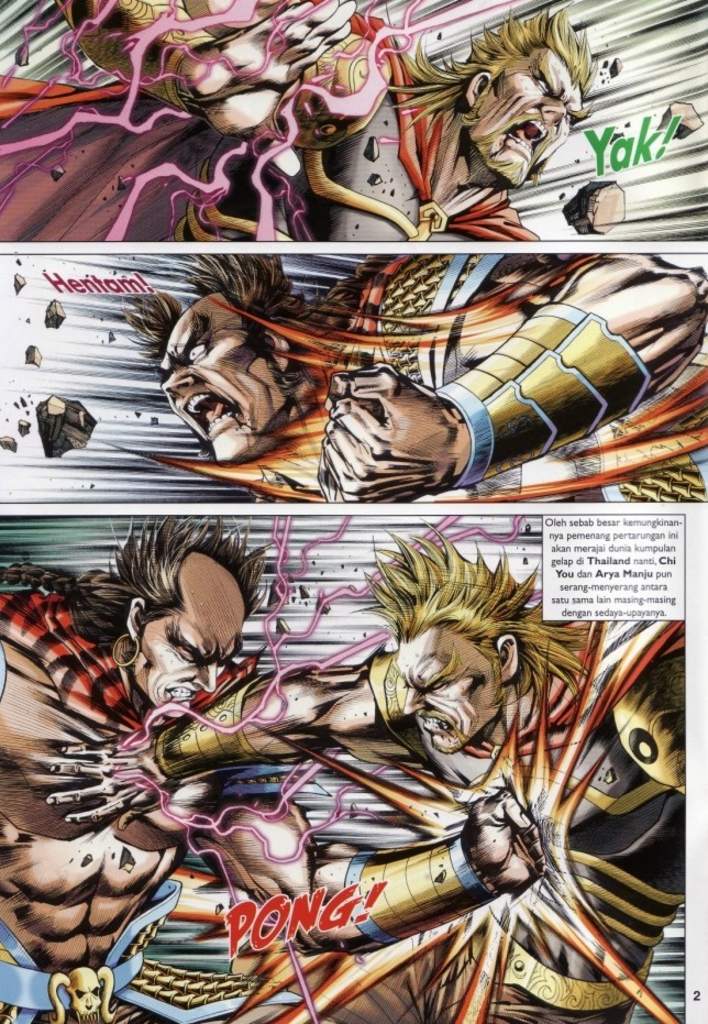 Yak!
Hentam!
Oleh sebab besar kemungkinan-
nya pemenang pertarungan ini
akan merajai dunia kumpulan
gelap di Thailand nanti, Chi
You dan Arya Manju pun
serang-menyerang antara
satu sama lain masing-masing
dengan sedaya-upayanya.
PONG!
2